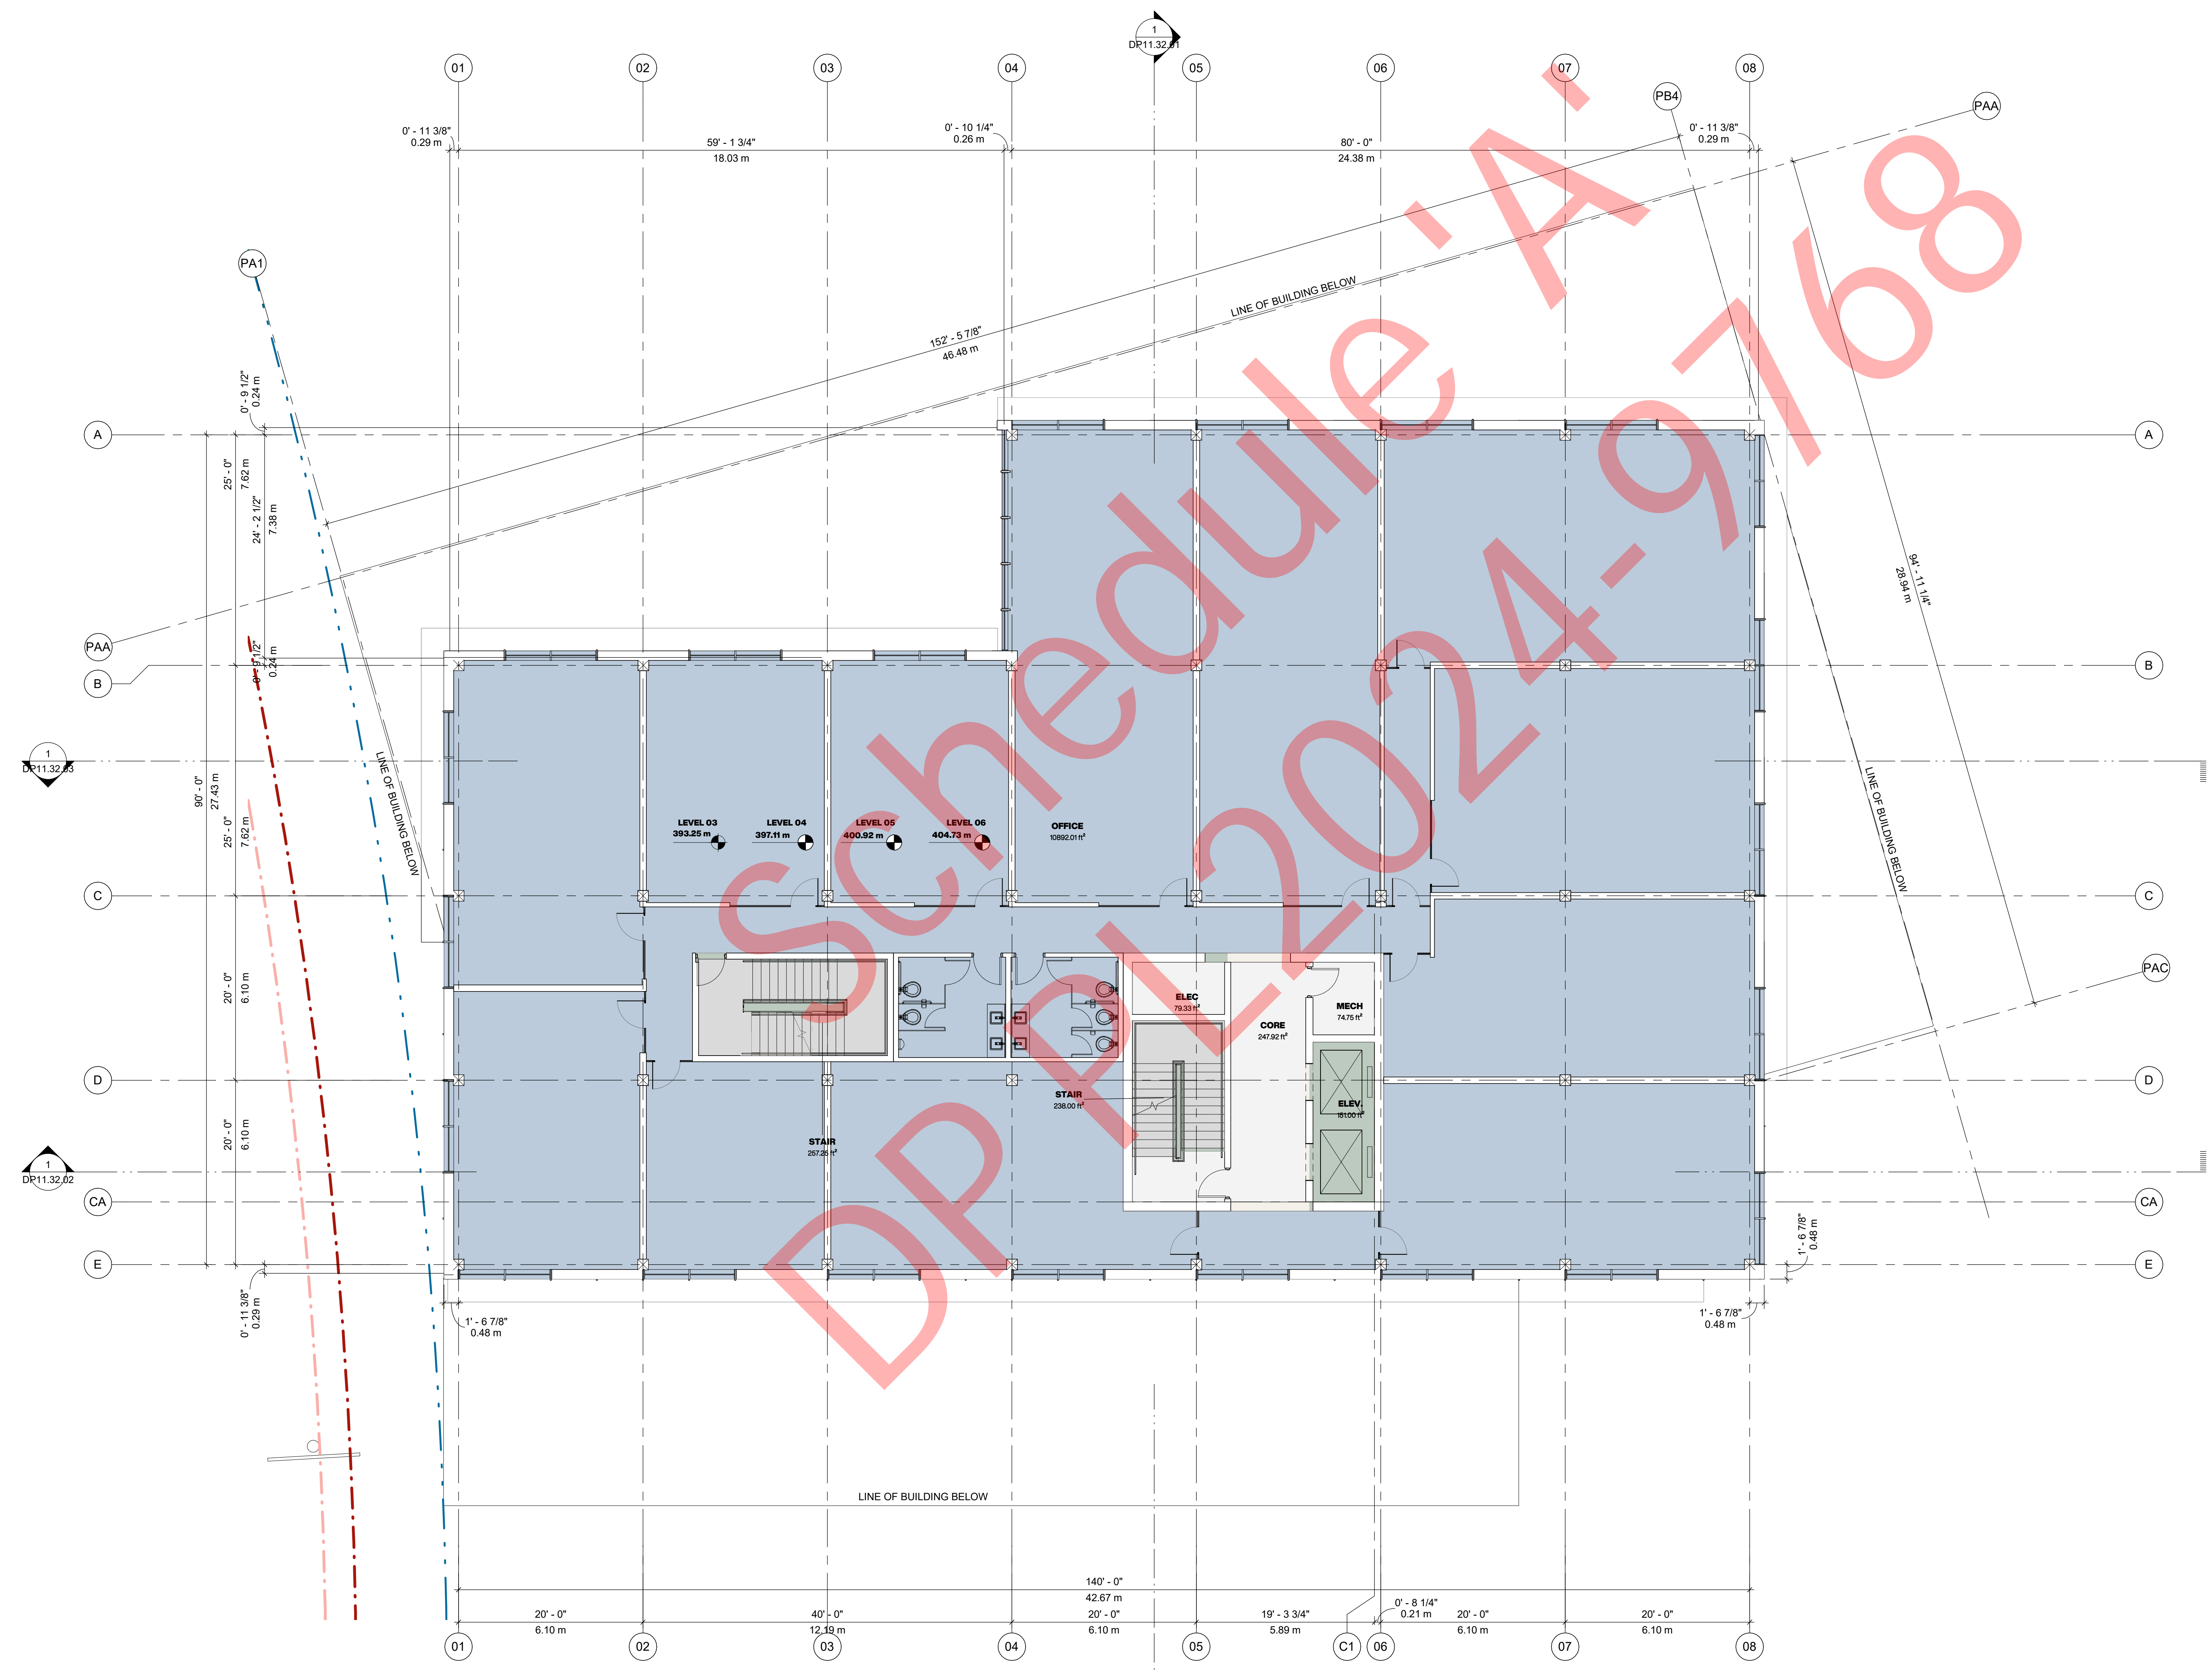 1
DP11.32.01
01
02
03
04
05
06
07
08
PB4
PAA
0' - 11 3/8"
0.29 m
59' - 1 3/4"
18.03 m
0' - 10 1/4"
0.26 m
80' - 0"
24.38 m
0' - 11 3/8"
0.29 m
PA1
LINE OF BUILDING BELOW
152' - 5 7/8"
46.48 m
0' - 9 1/2"
0.24 m
A
A
25' - 0"
7.62 m
24' - 2 1/2"
7.38 m
94' - 11 1/4"
28.94 m
PAA
0' - 9 1/2"
0.24 m
B
B
1
DP11.32.03
90' - 0"
27.43 m
LINE OF BUILDING BELOW
25' - 0"
7.62 m
LEVEL 03
393.25 m
LEVEL 04
397.11 m
LEVEL 05
400.92 m
LEVEL 06
404.73 m
OFFICE
10892.01 ft²
LINE OF BUILDING BELOW
C
C
PAC
20' - 0"
6.10 m
ELEC
79.33 ft²
MECH
74.75 ft²
CORE
247.92 ft²
D
D
STAIR
238.00 ft²
ELEV.
161.00 ft²
20' - 0"
6.10 m
STAIR
257.25 ft²
1
DP11.32.02
CA
CA
E
E
1' - 6 7/8"
0.48 m
0' - 11 3/8"
0.29 m
1' - 6 7/8"
0.48 m
1' - 6 7/8"
0.48 m
LINE OF BUILDING BELOW
140' - 0"
42.67 m
20' - 0"
6.10 m
40' - 0"
12.19 m
20' - 0"
6.10 m
19' - 3 3/4"
5.89 m
0' - 8 1/4"
0.21 m
20' - 0"
6.10 m
20' - 0"
6.10 m
01
02
03
04
05
C1
06
07
08
Schedule 'A'
DP PL2024-9768